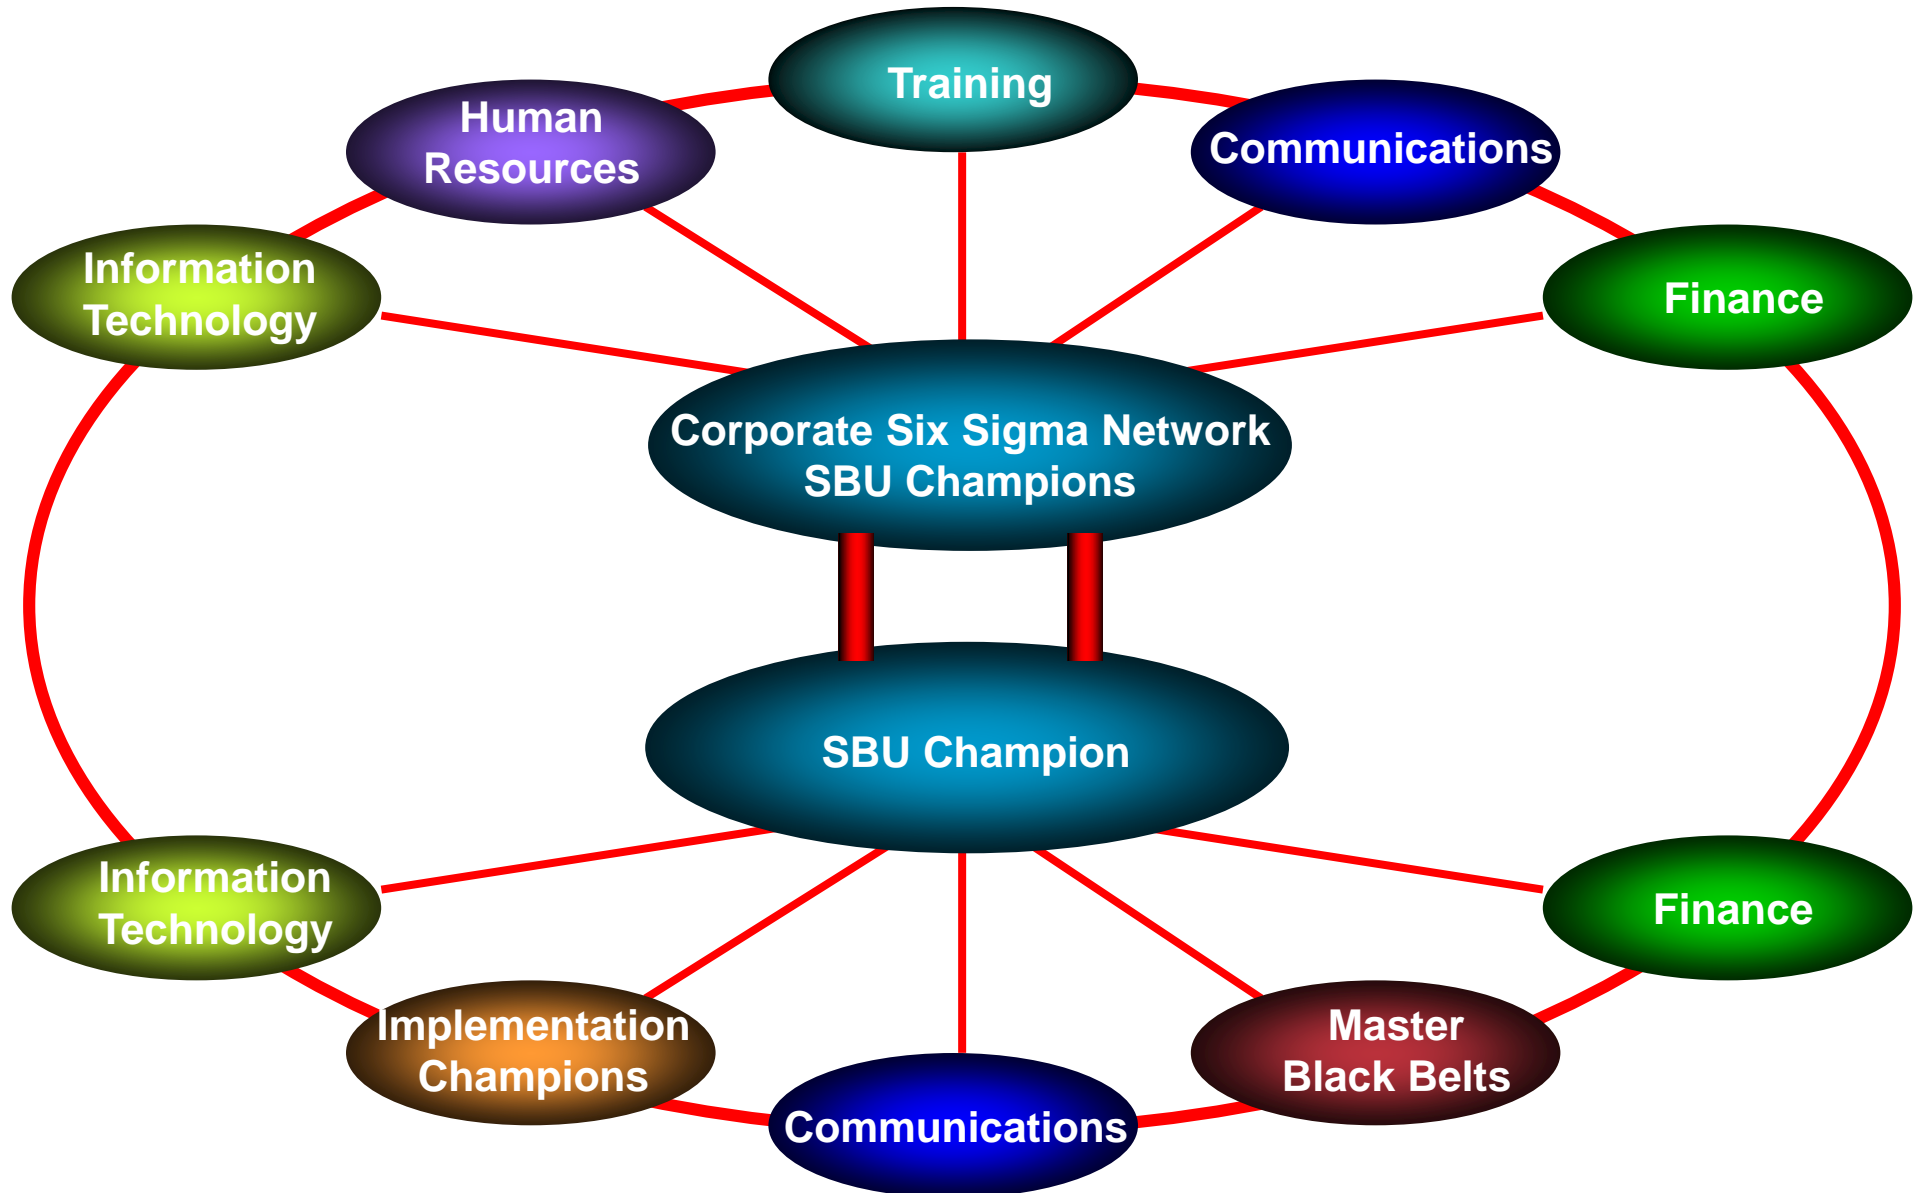 Training
Human
Resources
Communications
Information
Technology
Finance
Corporate Six Sigma Network
SBU Champions
SBU Champion
Information
Technology
Finance
Implementation
Champions
Master
Black Belts
Communications